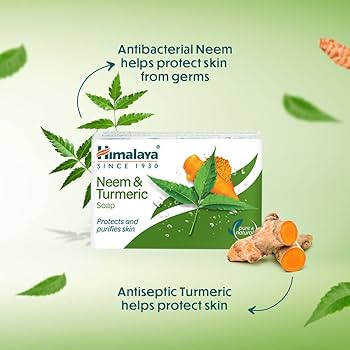 Antibacterial Neem
helps protect skin
from germs
Himalaya
SINCE 1930
Neem &
Turmeric
Soap
Protects and
purifies skin
pure & natural
Antiseptic Turmeric
helps protect skin